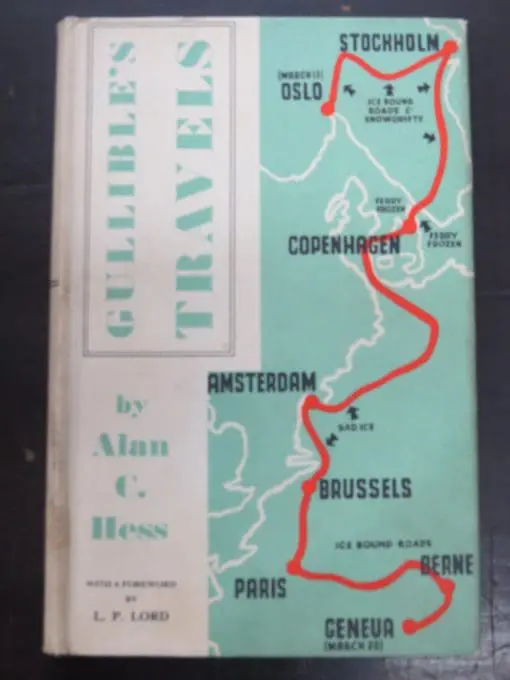 GULLIBLE'S
TRAVELS
by
Alan
C.
Hess
WITH A FOREWORD
BY
L. P. LORD
STOCKHOLM
(MARCH 13)
OSLO
ICE BOUND
ROADS &
SNOWDRIFTS
FERRY
FROZEN
COPENHAGEN
FERRY
FROZEN
AMSTERDAM
BAD ICE
BRUSSELS
ICE BOUND ROADS
BERNE
PARIS
GENEVA
(MARCH 20)